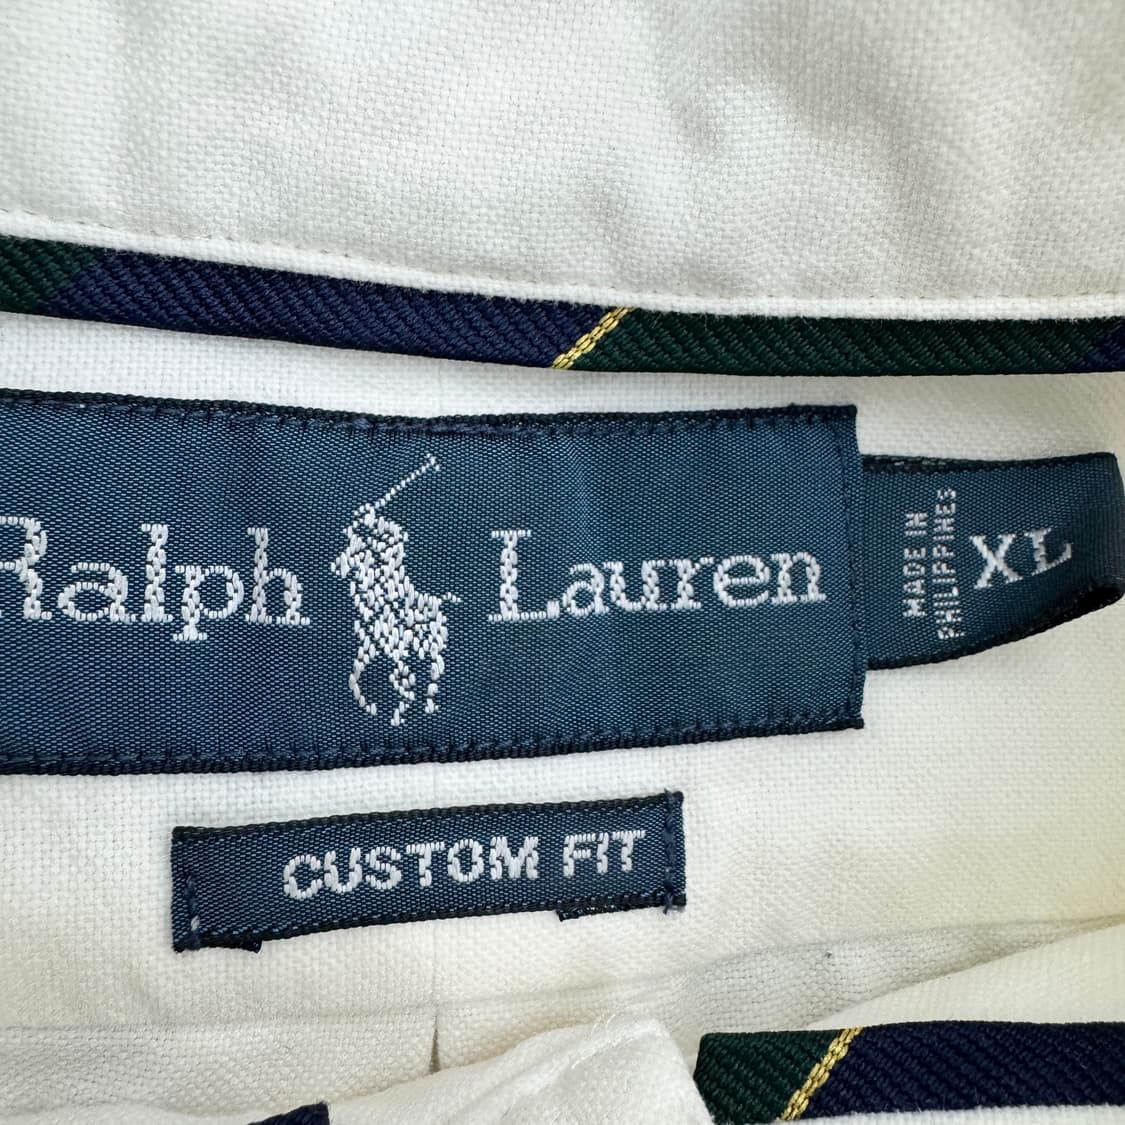 Ralph Lauren
MADE IN
PHILIPPINES
XL
CUSTOM FIT